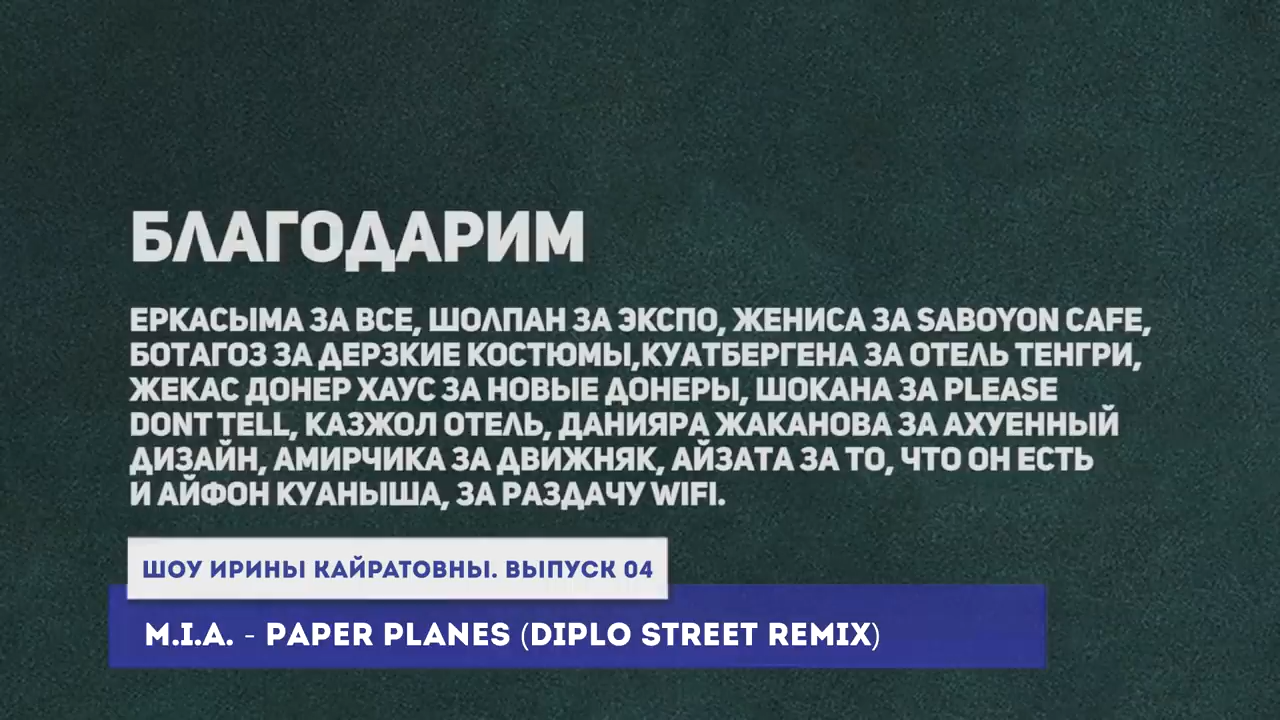 БЛАГОДАРИМ
ЕРКАСЫМА ЗА ВСЕ, ШОЛПАН ЗА ЭКСПО, ЖЕНИСА ЗА SABOYON CAFE,
БОТАГОЗ ЗА ДЕРЗКИЕ КОСТЮМЫ,КУАТБЕРГЕНА ЗА ОТЕЛЬ ТЕНГРИ,
ЖЕКАС ДОНЕР ХАУС ЗА НОВЫЕ ДОНЕРЫ, ШОКАНА ЗА PLEASE
DONT TELL, КАЗЖОЛ ОТЕЛЬ, ДАНИЯРА ЖАКАНОВА ЗА АХУЕННЫЙ
ДИЗАЙН, АМИРЧИКА ЗА ДВИЖНЯК, АЙЗАТА ЗА ТО, ЧТО ОН ЕСТЬ
И АЙФОН КУАНЫША, ЗА РАЗДАЧУ WIFI.
ШОУ ИРИНЫ КАЙРАТОВНЫ. ВЫПУСК 04
M.I.A. - PAPER PLANES (DIPLO STREET REMIX)